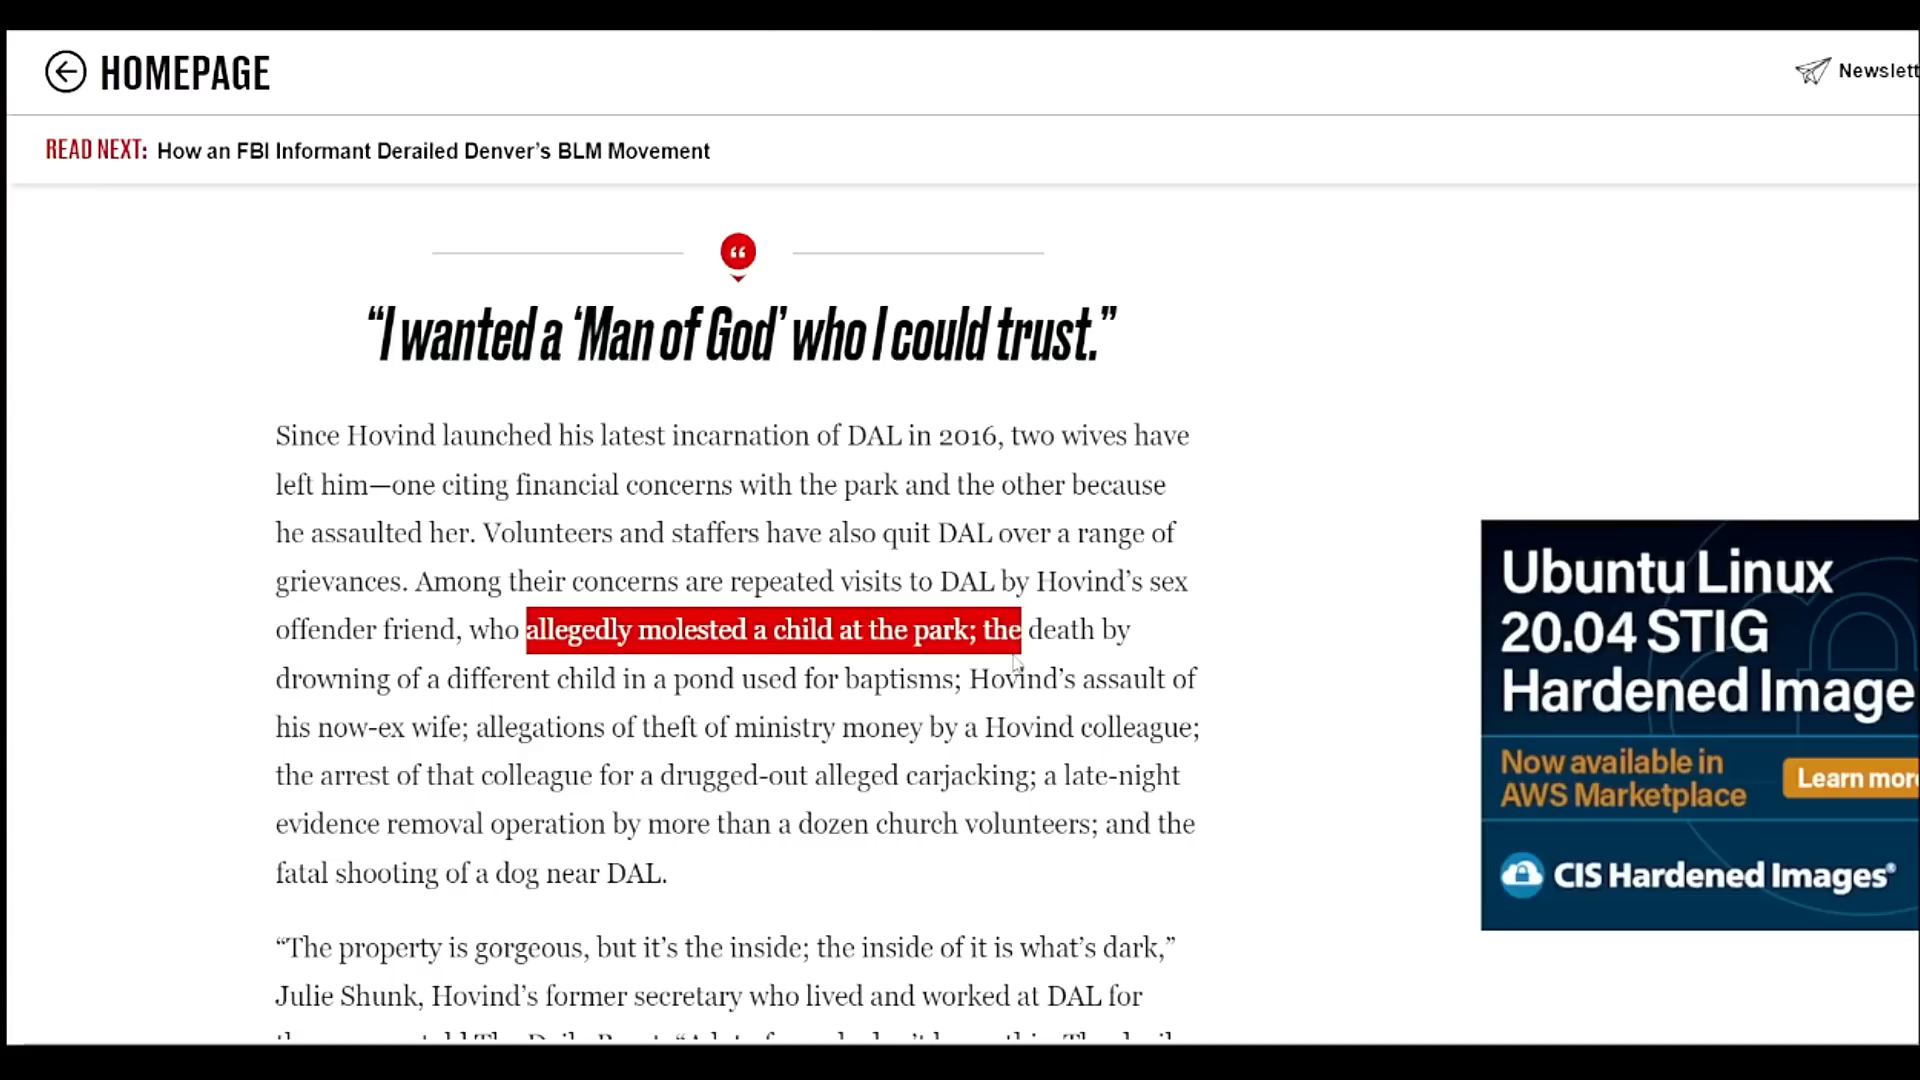 HOMEPAGE
Newslett
READ NEXT: How an FBI Informant Derailed Denver’s BLM Movement
“I wanted a ‘Man of God’ who I could trust.”
Since Hovind launched his latest incarnation of DAL in 2016, two wives have
left him—one citing financial concerns with the park and the other because
he assaulted her. Volunteers and staffers have also quit DAL over a range of
grievances. Among their concerns are repeated visits to DAL by Hovind’s sex
offender friend, who allegedly molested a child at the park; the death by
drowning of a different child in a pond used for baptisms; Hovind’s assault of
his now-ex wife; allegations of theft of ministry money by a Hovind colleague;
the arrest of that colleague for a drugged-out alleged carjacking; a late-night
evidence removal operation by more than a dozen church volunteers; and the
fatal shooting of a dog near DAL.
“The property is gorgeous, but it’s the inside; the inside of it is what’s dark,”
Julie Shunk, Hovind’s former secretary who lived and worked at DAL for
Ubuntu Linux
20.04 STIG
Hardened Image
Now available in
AWS Marketplace
Learn more
CIS Hardened Images®